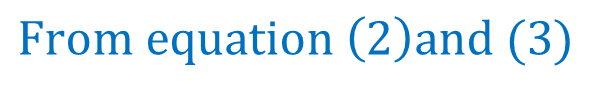 From equation (2)and (3)